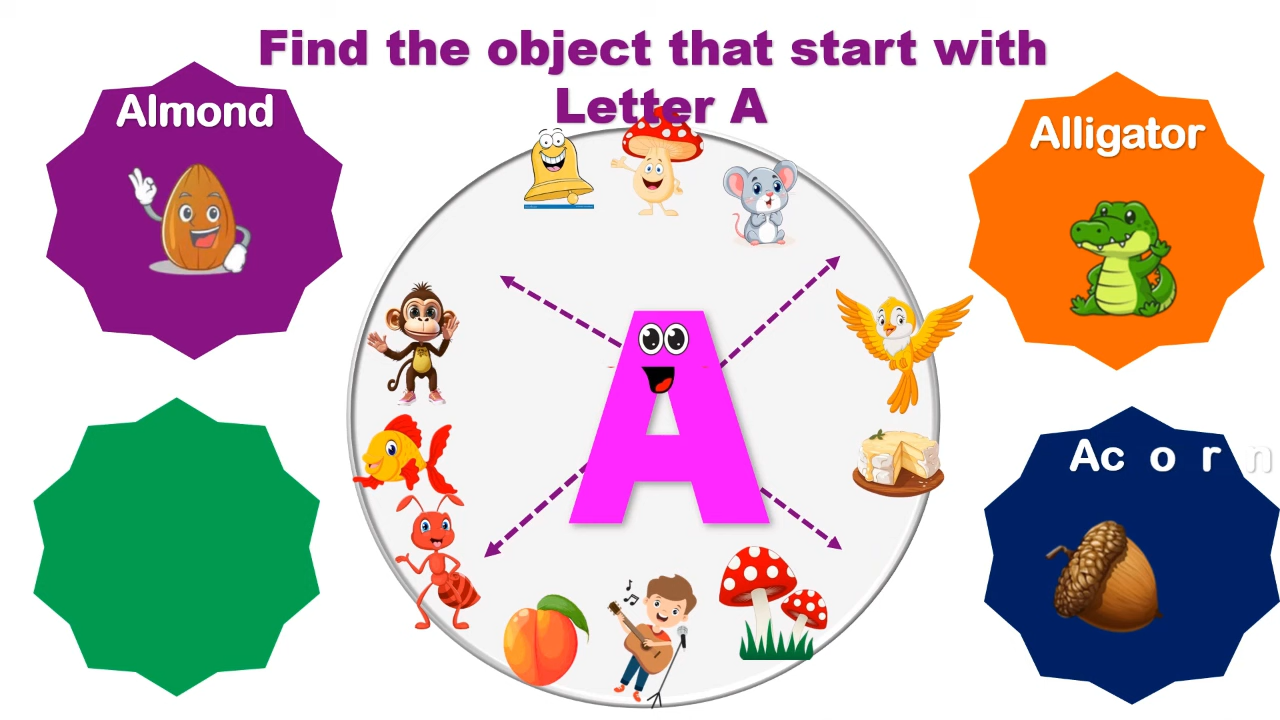 Find the object that start with
Letter A
Almond
Alligator
Ac o r n
A